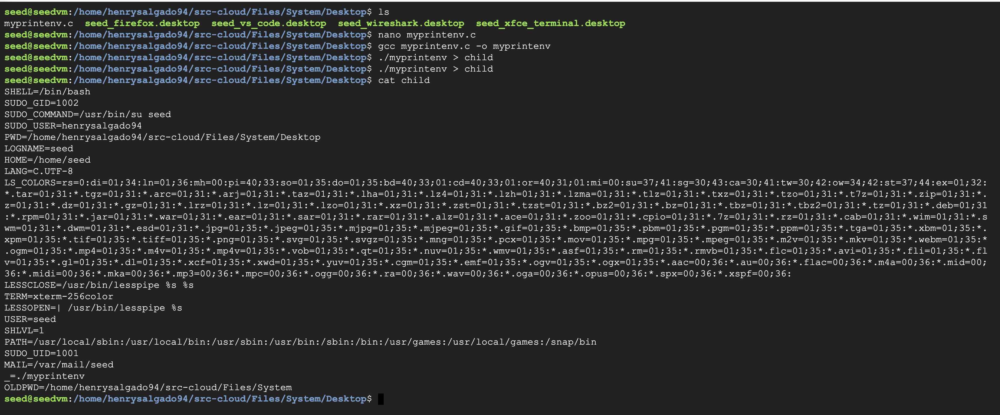 seed@seedvm:/home/henrysalgado94/src-cloud/Files/System/Desktop$ ls
myprintenv.c  seed_firefox.desktop  seed_vs_code.desktop  seed_wireshark.desktop  seed_xfce_terminal.desktop
seed@seedvm:/home/henrysalgado94/src-cloud/Files/System/Desktop$ nano myprintenv.c
seed@seedvm:/home/henrysalgado94/src-cloud/Files/System/Desktop$ gcc myprintenv.c -o myprintenv
seed@seedvm:/home/henrysalgado94/src-cloud/Files/System/Desktop$ ./myprintenv > child
seed@seedvm:/home/henrysalgado94/src-cloud/Files/System/Desktop$ ./myprintenv > child
seed@seedvm:/home/henrysalgado94/src-cloud/Files/System/Desktop$ cat child
SHELL=/bin/bash
SUDO_GID=1002
SUDO_COMMAND=/usr/bin/su seed
SUDO_USER=henrysalgado94
PWD=/home/henrysalgado94/src-cloud/Files/System/Desktop
LOGNAME=seed
HOME=/home/seed
LANG=C.UTF-8
LS_COLORS=rs=0:di=01;34:ln=01;36:mh=00:pi=40;33:so=01;35:do=01;35:bd=40;33;01:cd=40;33;01:or=40;31;01:mi=00:su=37;41:sg=30;43:ca=30;41:tw=30;42:ow=34;42:st=37;44:ex=01;32:
*.tar=01;31:*.tgz=01;31:*.arc=01;31:*.arj=01;31:*.taz=01;31:*.lha=01;31:*.lz4=01;31:*.lzh=01;31:*.lzma=01;31:*.tlz=01;31:*.txz=01;31:*.tzo=01;31:*.t7z=01;31:*.zip=01;31:*.
z=01;31:*.dz=01;31:*.gz=01;31:*.lrz=01;31:*.lz=01;31:*.lzo=01;31:*.xz=01;31:*.zst=01;31:*.tzst=01;31:*.bz2=01;31:*.bz=01;31:*.tbz=01;31:*.tbz2=01;31:*.tz=01;31:*.deb=01;31
:*.rpm=01;31:*.jar=01;31:*.war=01;31:*.ear=01;31:*.sar=01;31:*.rar=01;31:*.alz=01;31:*.ace=01;31:*.zoo=01;31:*.cpio=01;31:*.7z=01;31:*.rz=01;31:*.cab=01;31:*.wim=01;31:*.s
wm=01;31:*.dwm=01;31:*.esd=01;31:*.jpg=01;35:*.jpeg=01;35:*.mjpg=01;35:*.mjpeg=01;35:*.gif=01;35:*.bmp=01;35:*.pbm=01;35:*.pgm=01;35:*.ppm=01;35:*.tga=01;35:*.xbm=01;35:*.
xpm=01;35:*.tif=01;35:*.tiff=01;35:*.png=01;35:*.svg=01;35:*.svgz=01;35:*.mng=01;35:*.pcx=01;35:*.mov=01;35:*.mpg=01;35:*.mpeg=01;35:*.m2v=01;35:*.mkv=01;35:*.webm=01;35:*
.ogm=01;35:*.mp4=01;35:*.m4v=01;35:*.mp4v=01;35:*.vob=01;35:*.qt=01;35:*.nuv=01;35:*.wmv=01;35:*.asf=01;35:*.rm=01;35:*.rmvb=01;35:*.flc=01;35:*.avi=01;35:*.fli=01;35:*.fl
v=01;35:*.gl=01;35:*.dl=01;35:*.xcf=01;35:*.xwd=01;35:*.yuv=01;35:*.cgm=01;35:*.emf=01;35:*.ogv=01;35:*.ogx=01;35:*.aac=00;36:*.au=00;36:*.flac=00;36:*.m4a=00;36:*.mid=00;
36:*.midi=00;36:*.mka=00;36:*.mp3=00;36:*.mpc=00;36:*.ogg=00;36:*.ra=00;36:*.wav=00;36:*.oga=00;36:*.opus=00;36:*.spx=00;36:*.xspf=00;36:
LESSCLOSE=/usr/bin/lesspipe %s %s
TERM=xterm-256color
LESSOPEN=| /usr/bin/lesspipe %s
USER=seed
SHLVL=1
PATH=/usr/local/sbin:/usr/local/bin:/usr/sbin:/usr/bin:/sbin:/bin:/usr/games:/usr/local/games:/snap/bin
SUDO_UID=1001
MAIL=/var/mail/seed
_=./myprintenv
OLDPWD=/home/henrysalgado94/src-cloud/Files/System
seed@seedvm:/home/henrysalgado94/src-cloud/Files/System/Desktop$